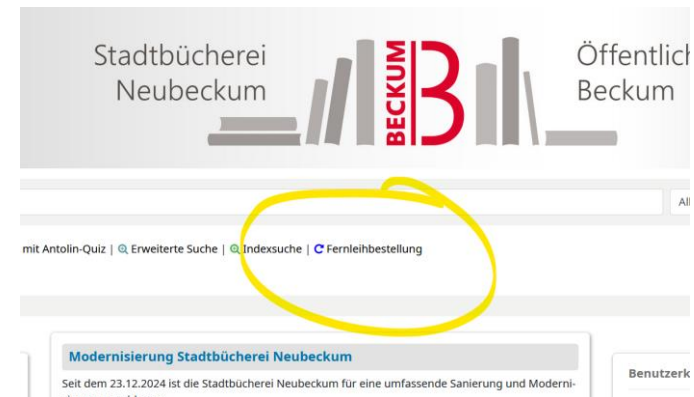 Stadtbücherei
Neubeckum
BECKUM
B
Öffentlich
Beckum
All
mit Antolin-Quiz | Erweiterte Suche | Indexsuche | Fernleihbestellung
Modernisierung Stadtbücherei Neubeckum
Seit dem 23.12.2024 ist die Stadtbücherei Neubeckum für eine umfassende Sanierung und Moderni-
Benutzerk